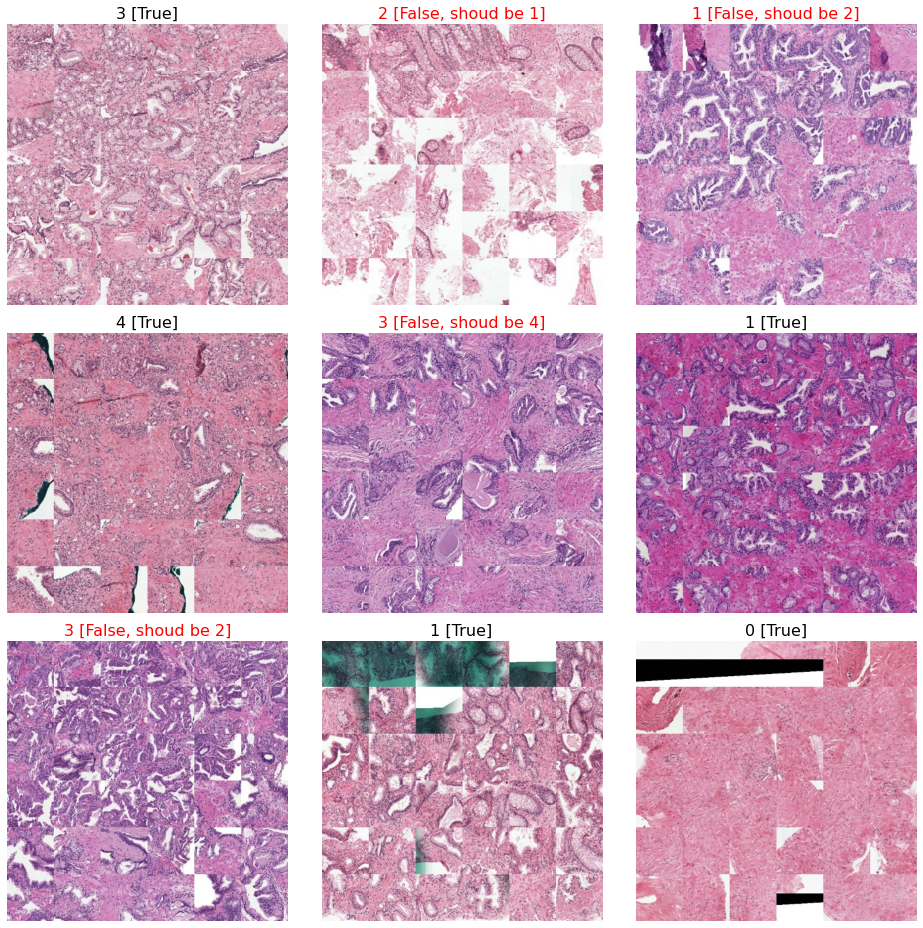 3 [True]
2 [False, shoud be 1]
1 [False, shoud be 2]
4 [True]
3 [False, shoud be 4]
1 [True]
3 [False, shoud be 2]
1 [True]
0 [True]